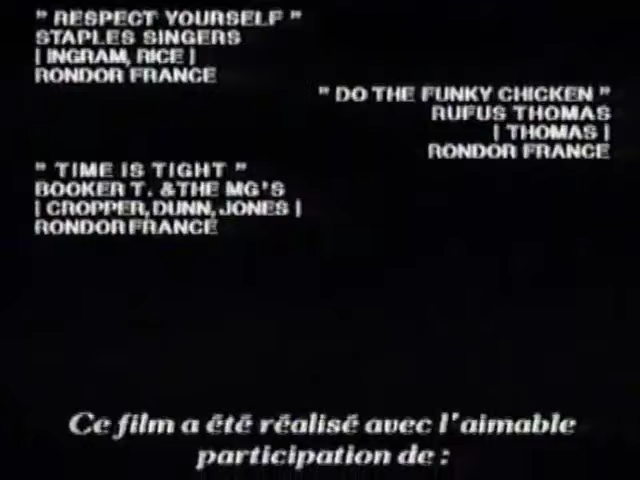 " RESPECT YOURSELF "
STAPLES SINGERS
| INGRAM, RICE |
RONDOR FRANCE
" DO THE FUNKY CHICKEN "
RUFUS THOMAS
| THOMAS |
RONDOR FRANCE
" TIME IS TIGHT "
BOOKER T. & THE MG'S
| CROPPER, DUNN, JONES |
RONDOR FRANCE
Ce film a été réalisé avec l'aimable
participation de :